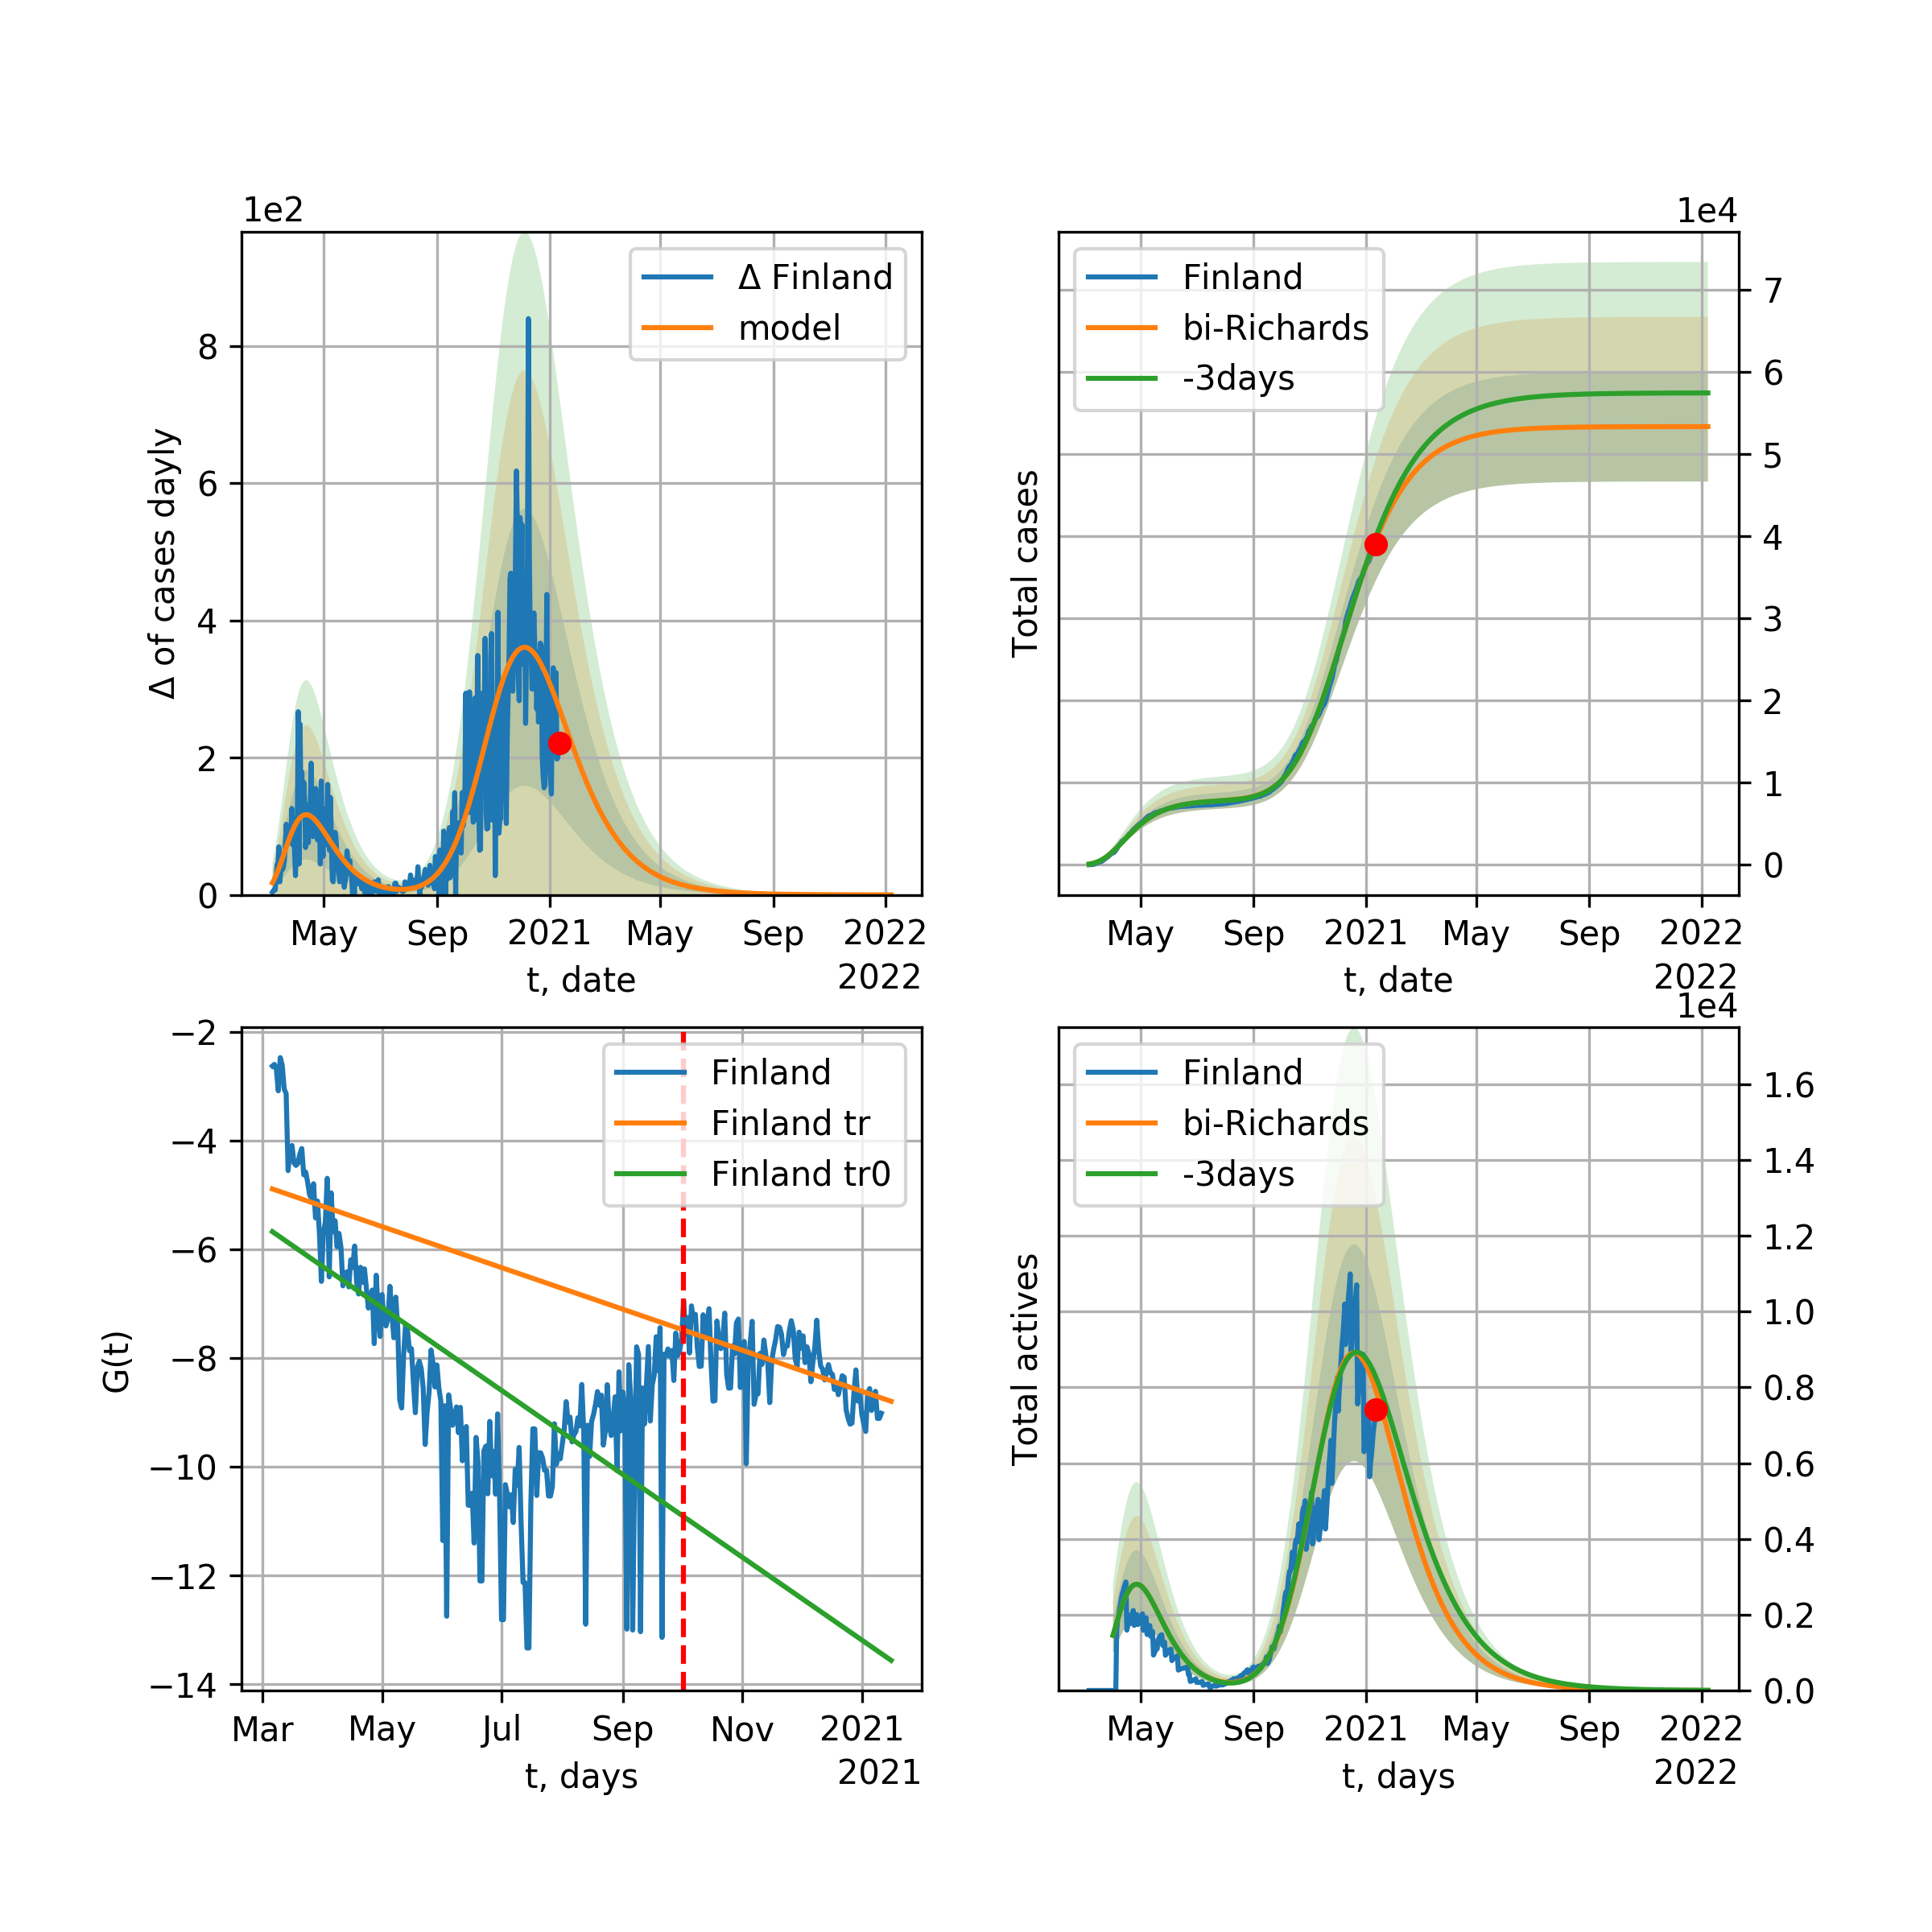 1e2
Δ of cases dayly
8
6
4
2
0
Δ Finland
model
May Sep 2021 May Sep 2022
t, date
2022
1e4
Total cases
Finland
bi-Richards
-3days
7
6
5
4
3
2
1
0
May Sep 2021 May Sep 2022
t, date
2022
G(t)
−2
−4
−6
−8
−10
−12
−14
Finland
Finland tr
Finland tr0
Mar May Jul Sep Nov 2021
t, days
2021
1e4
Total actives
Finland
bi-Richards
-3days
1.6
1.4
1.2
1.0
0.8
0.6
0.4
0.2
0.0
May Sep 2021 May Sep 2022
t, days
2022